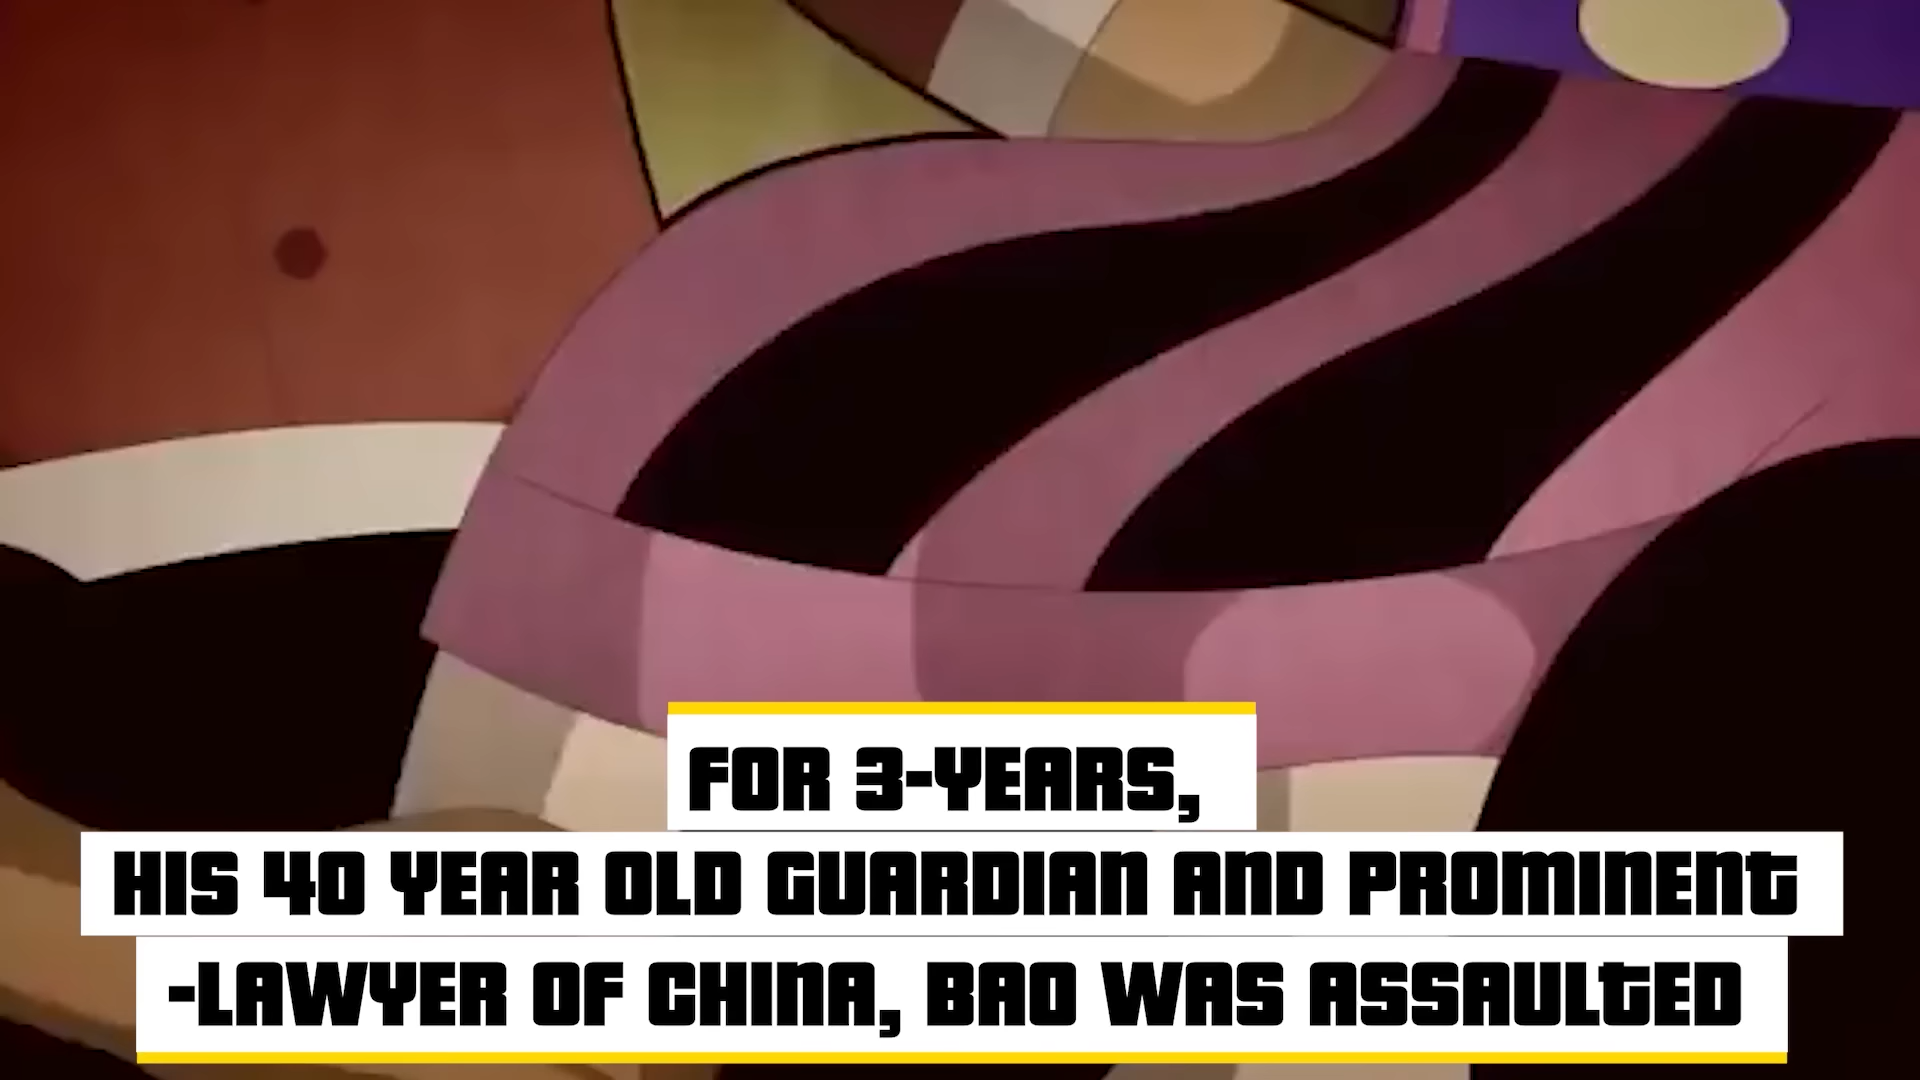 FOR 3-YEARS,
HIS 40 YEAR OLD GUARDIAN AND PROMINENT
-LAWYER OF CHINA, BAO WAS ASSAULTED